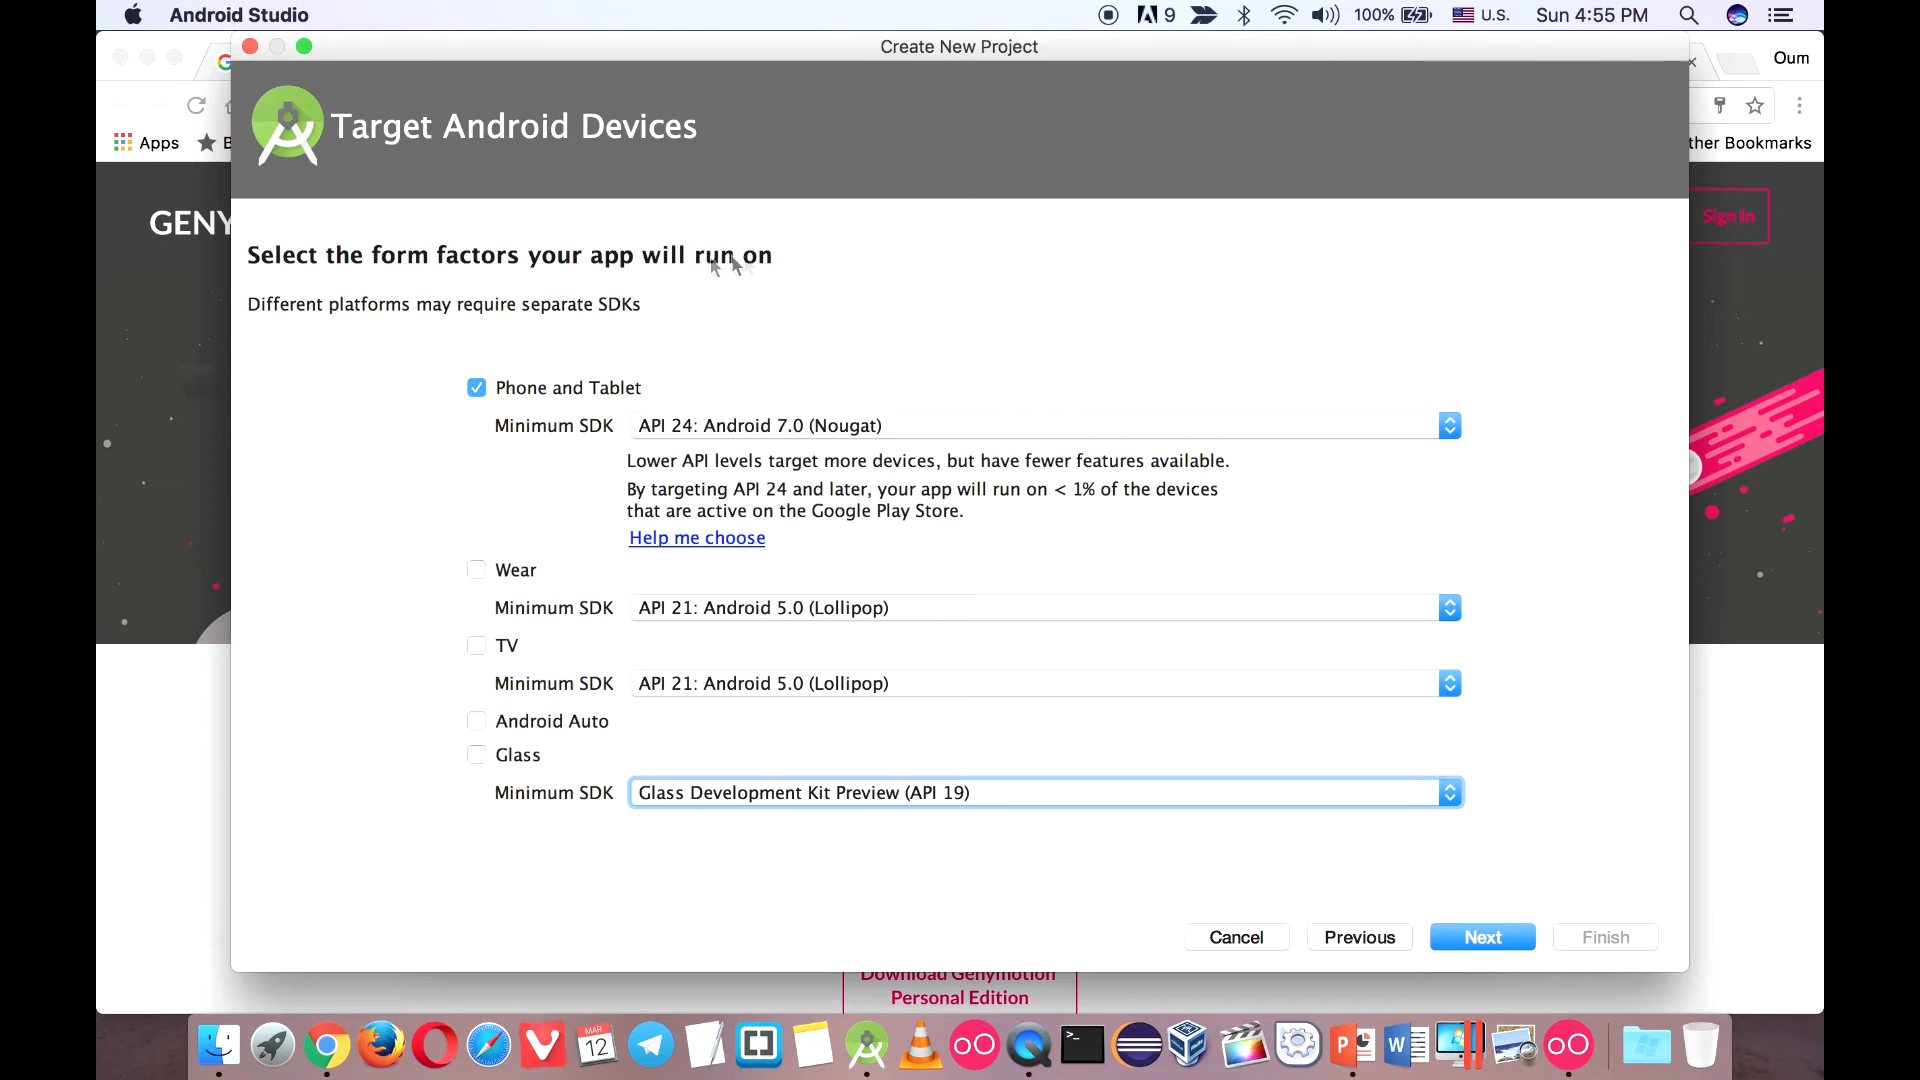 Android Studio
9
100%
U.S.
Sun 4:55 PM
Create New Project
Oum
Target Android Devices
Apps
B
ther Bookmarks
GENY
Sign In
Select the form factors your app will run on
Different platforms may require separate SDKs
Phone and Tablet
Minimum SDK
API 24: Android 7.0 (Nougat)
Lower API levels target more devices, but have fewer features available.
By targeting API 24 and later, your app will run on < 1% of the devices
that are active on the Google Play Store.
Help me choose
Wear
Minimum SDK
API 21: Android 5.0 (Lollipop)
TV
Minimum SDK
API 21: Android 5.0 (Lollipop)
Android Auto
Glass
Minimum SDK
Glass Development Kit Preview (API 19)
Cancel
Previous
Next
Finish
Download Genymotion
Personal Edition
MAR
12